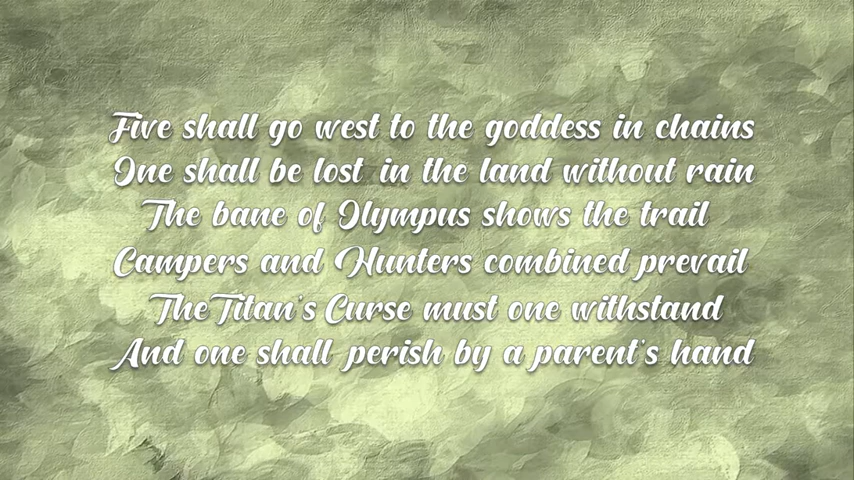 Five shall go west to the goddess in chains
One shall be lost in the land without rain
The bane of Olympus shows the trail
Campers and Hunters combined prevail
The Titan's Curse must one withstand
And one shall perish by a parent's hand